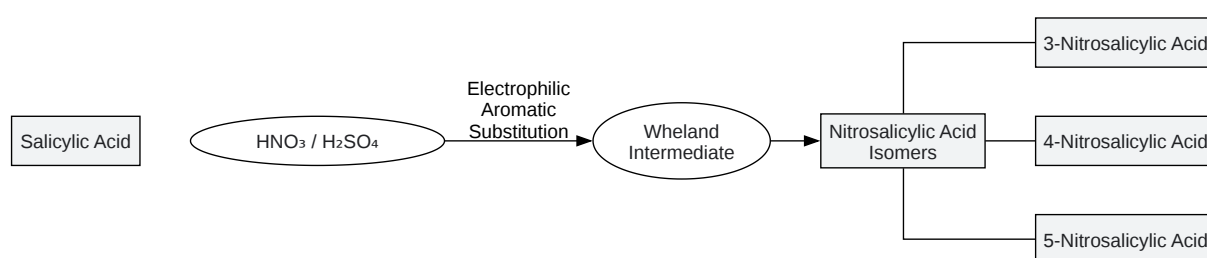 Salicylic Acid
HNO₃ / H₂SO₄
Electrophilic
Aromatic
Substitution
Wheland
Intermediate
Nitrosalicylic Acid
Isomers
3-Nitrosalicylic Acid
4-Nitrosalicylic Acid
5-Nitrosalicylic Acid